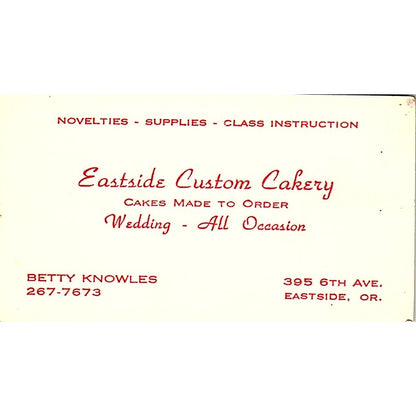 NOVELTIES - SUPPLIES - CLASS INSTRUCTION
Eastside Custom Cakery
CAKES MADE TO ORDER
Wedding - All Occasion
BETTY KNOWLES
267-7673
395 6TH AVE.
EASTSIDE, OR.